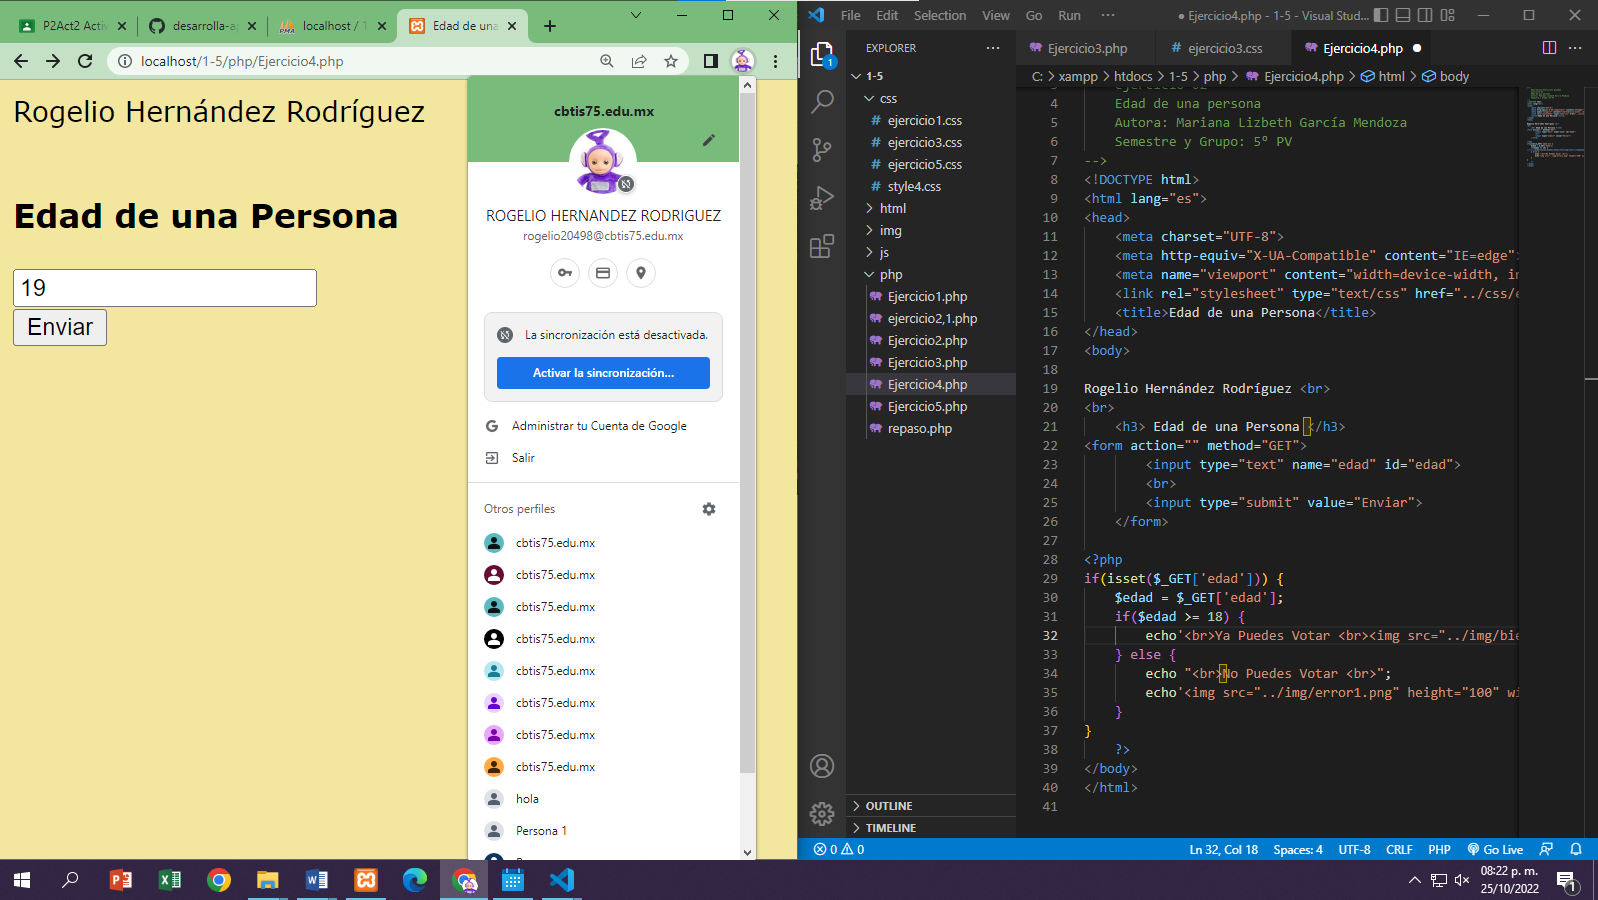 P2Act2 Activ
desarrolla-a
localhost / 1
Edad de una
localhost/1-5/php/Ejercicio4.php
Rogelio Hernández Rodríguez
Edad de una Persona
19
Enviar
cbtis75.edu.mx
ROGELIO HERNANDEZ RODRIGUEZ
rogelio20498@cbtis75.edu.mx
La sincronización está desactivada.
Activar la sincronización...
Administrar tu Cuenta de Google
Salir
Otros perfiles
cbtis75.edu.mx
cbtis75.edu.mx
cbtis75.edu.mx
cbtis75.edu.mx
cbtis75.edu.mx
cbtis75.edu.mx
cbtis75.edu.mx
cbtis75.edu.mx
hola
Persona 1
File Edit Selection View Go Run ··· ● Ejercicio4.php - 1-5 - Visual Stud...
EXPLORER
1-5
css
ejercicio1.css
ejercicio3.css
ejercicio5.css
style4.css
html
img
js
php
Ejercicio1.php
ejercicio2,1.php
Ejercicio2.php
Ejercicio3.php
Ejercicio4.php
Ejercicio5.php
repaso.php
OUTLINE
TIMELINE
Ejercicio3.php ejercicio3.css Ejercicio4.php
C: > xampp > htdocs > 1-5 > php > Ejercicio4.php > html > body
4 Edad de una persona
5 Autora: Mariana Lizbeth García Mendoza
6 Semestre y Grupo: 5º PV
7 -->
8 <!DOCTYPE html>
9 <html lang="es">
10 <head>
11 <meta charset="UTF-8">
12 <meta http-equiv="X-UA-Compatible" content="IE=edge">
13 <meta name="viewport" content="width=device-width, in
14 <link rel="stylesheet" type="text/css" href="../css/e
15 <title>Edad de una Persona</title>
16 </head>
17 <body>
18
19 Rogelio Hernández Rodríguez <br>
20 <br>
21 <h3> Edad de una Persona </h3>
22 <form action="" method="GET">
23 <input type="text" name="edad" id="edad">
24 <br>
25 <input type="submit" value="Enviar">
26 </form>
27
28 <?php
29 if(isset($_GET['edad'])) {
30 $edad = $_GET['edad'];
31 if($edad >= 18) {
32 echo'<br>Ya Puedes Votar <br><img src="../img/bie
33 } else {
34 echo "<br>No Puedes Votar <br>";
35 echo'<img src="../img/error1.png" height="100" wi
36 }
37 }
38 ?>
39 </body>
40 </html>
41
0 0 Ln 32, Col 18 Spaces: 4 UTF-8 CRLF PHP Go Live
08:22 p. m.
25/10/2022